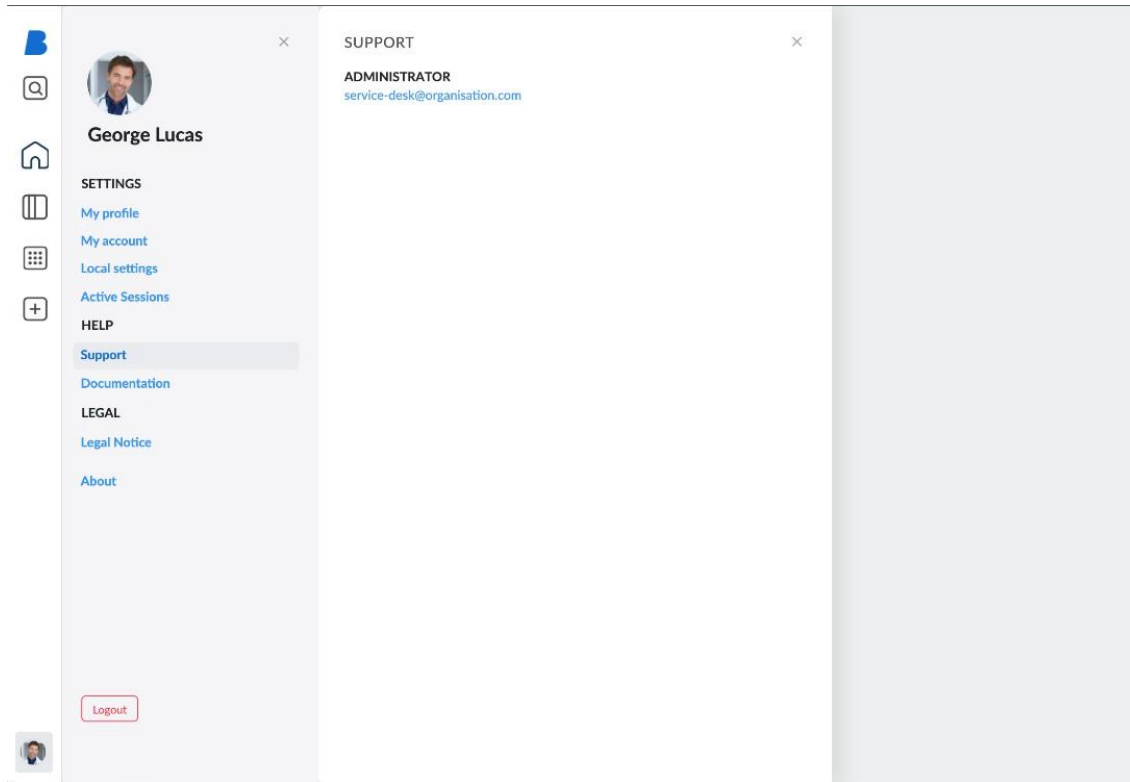 George Lucas
SETTINGS
My profile
My account
Local settings
Active Sessions
HELP
Support
Documentation
LEGAL
Legal Notice
About
Logout
SUPPORT
ADMINISTRATOR
service-desk@organisation.com